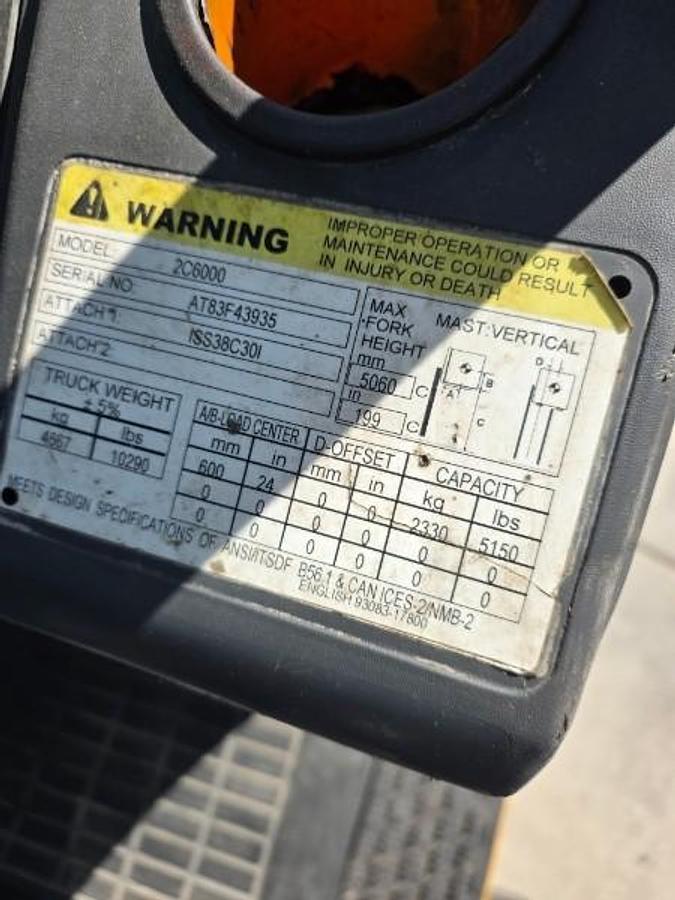 WARNING
IMPROPER OPERATION OR
MAINTENANCE COULD RESULT
IN INJURY OR DEATH
MODEL 2C6000
SERIAL NO. AT83F43935
ATTACH 1 ISS38C30I
ATTACH 2
MAX
FORK
HEIGHT
mm
5060 C
in
199 C
MAST:VERTICAL
D
A
B
C
TRUCK WEIGHT
± 5%
kg lbs
4667 10290
A/B-LOAD CENTER D-OFFSET CAPACITY
mm in mm in kg lbs
600 24 0 0 2330 5150
0 0 0 0 0 0
0 0 0 0 0 0
MEETS DESIGN SPECIFICATIONS OF ANSI/ITSDF B56.1 & CAN ICES-2/NMB-2
ENGLISH 93083-17800